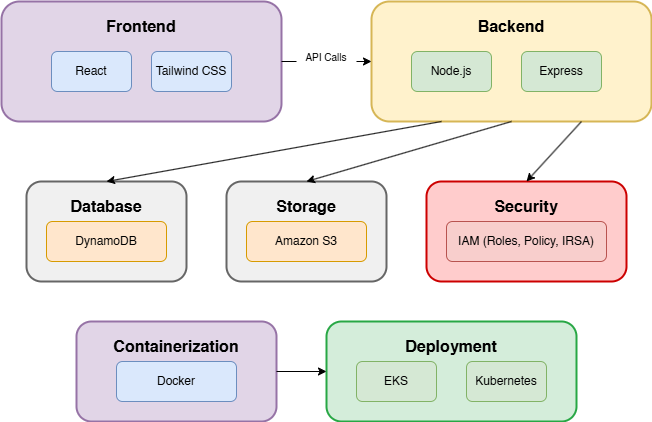 Frontend
React
Tailwind CSS
API Calls
Backend
Node.js
Express
Database
DynamoDB
Storage
Amazon S3
Security
IAM (Roles, Policy, IRSA)
Containerization
Docker
Deployment
EKS
Kubernetes